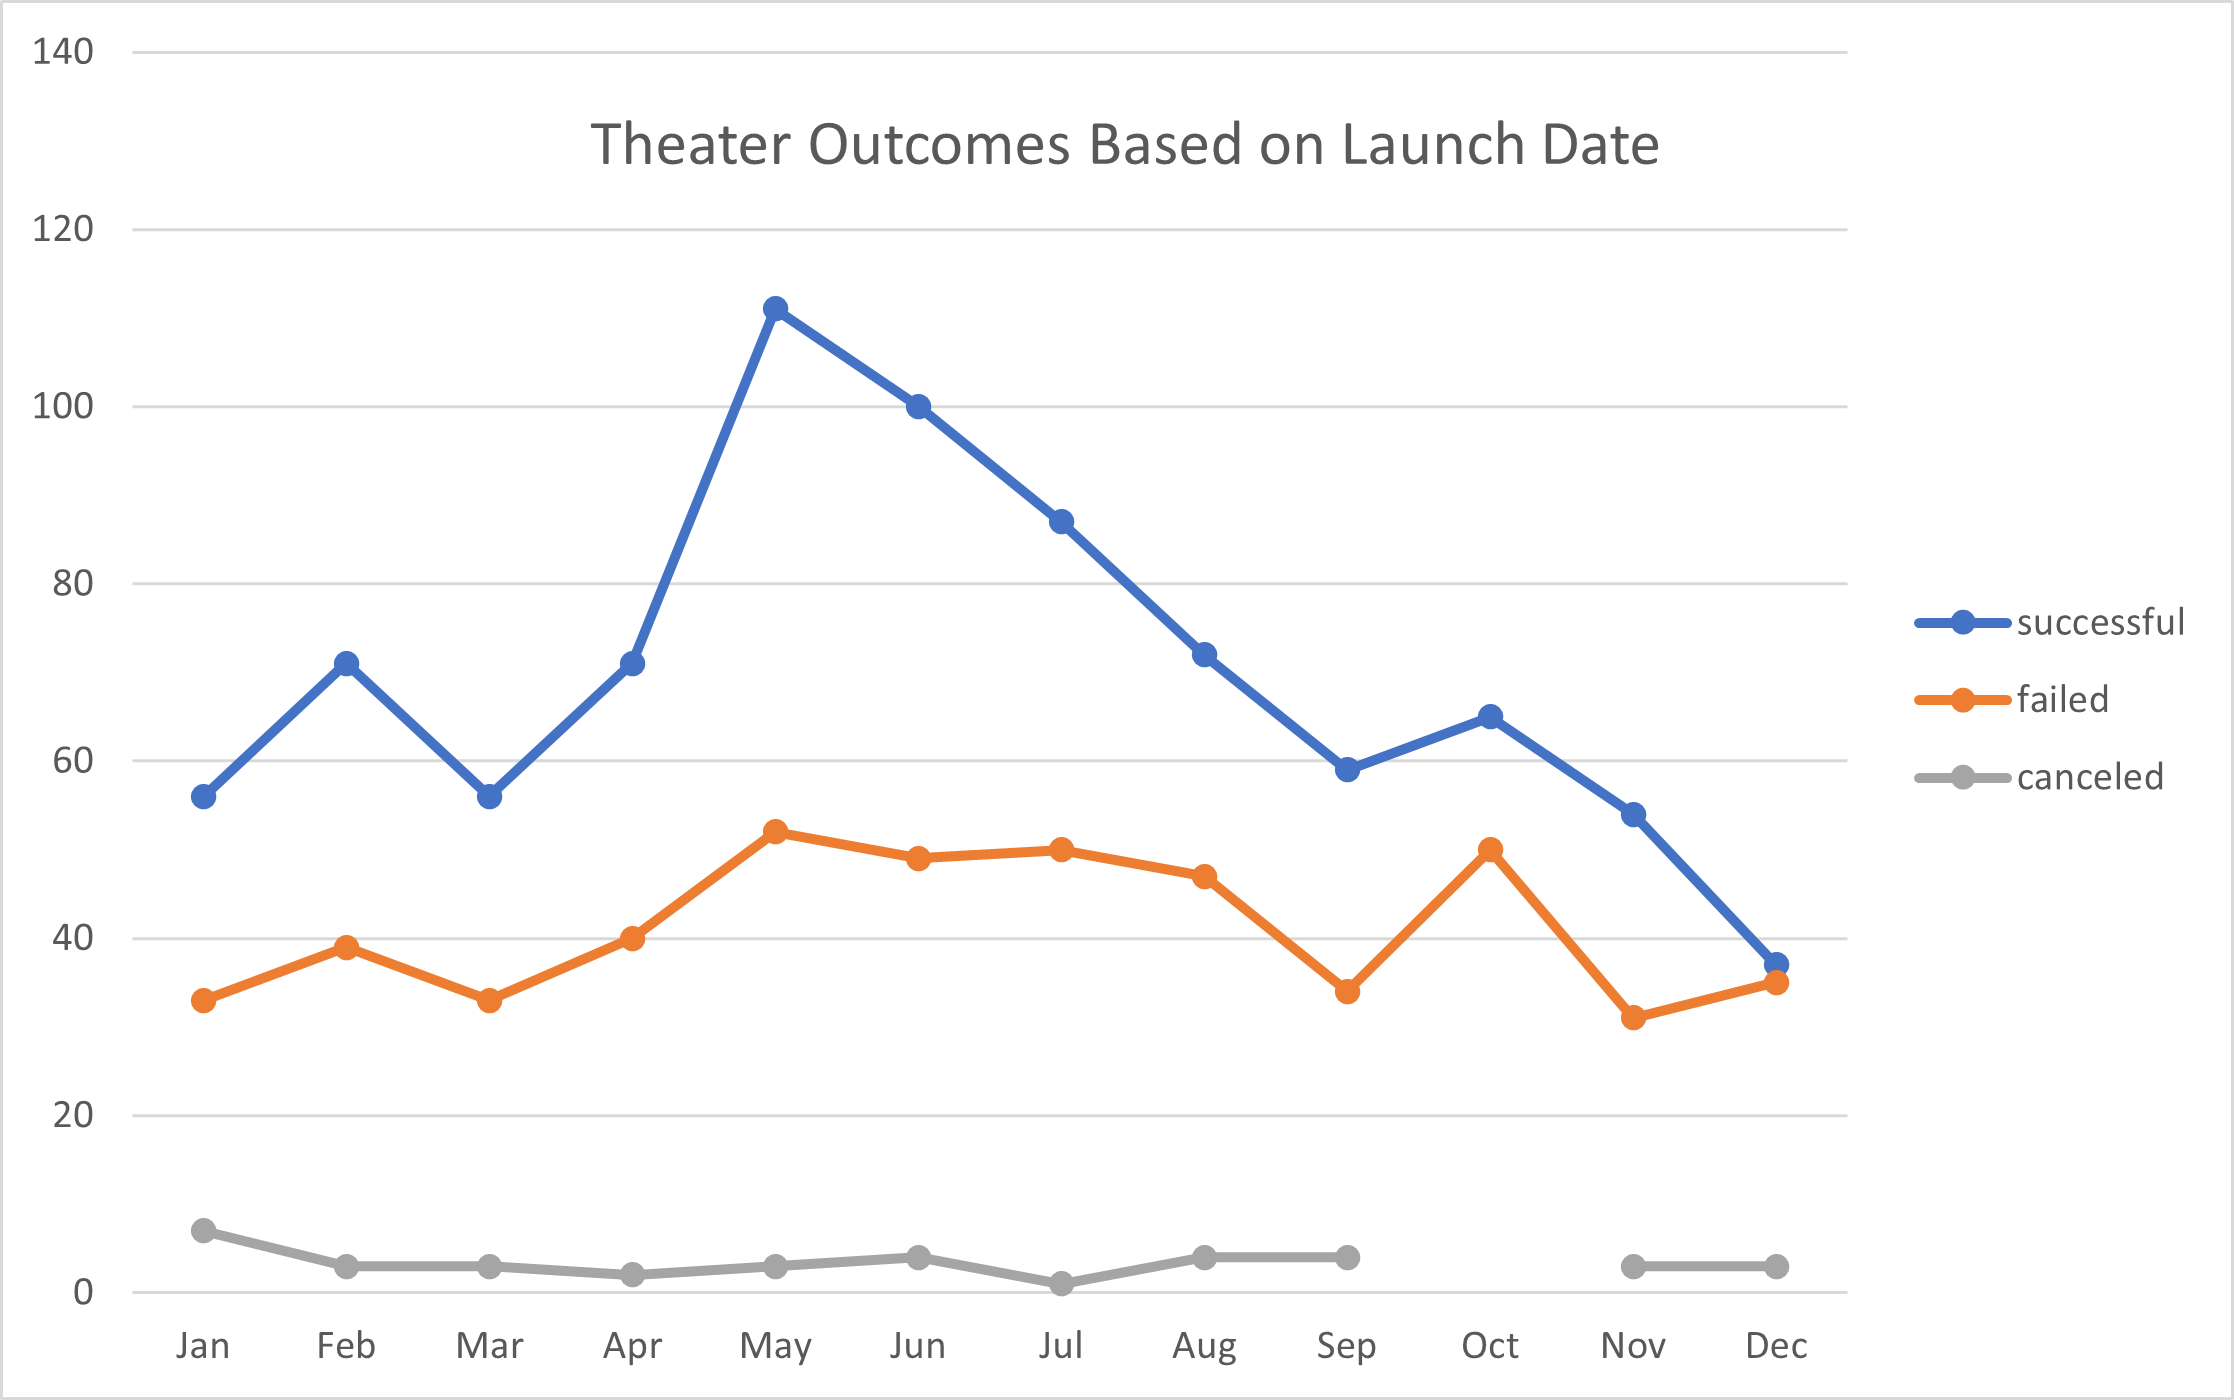 Theater Outcomes Based on Launch Date
140
120
100
80
60
40
20
0
Jan Feb Mar Apr May Jun Jul Aug Sep Oct Nov Dec
successful
failed
canceled